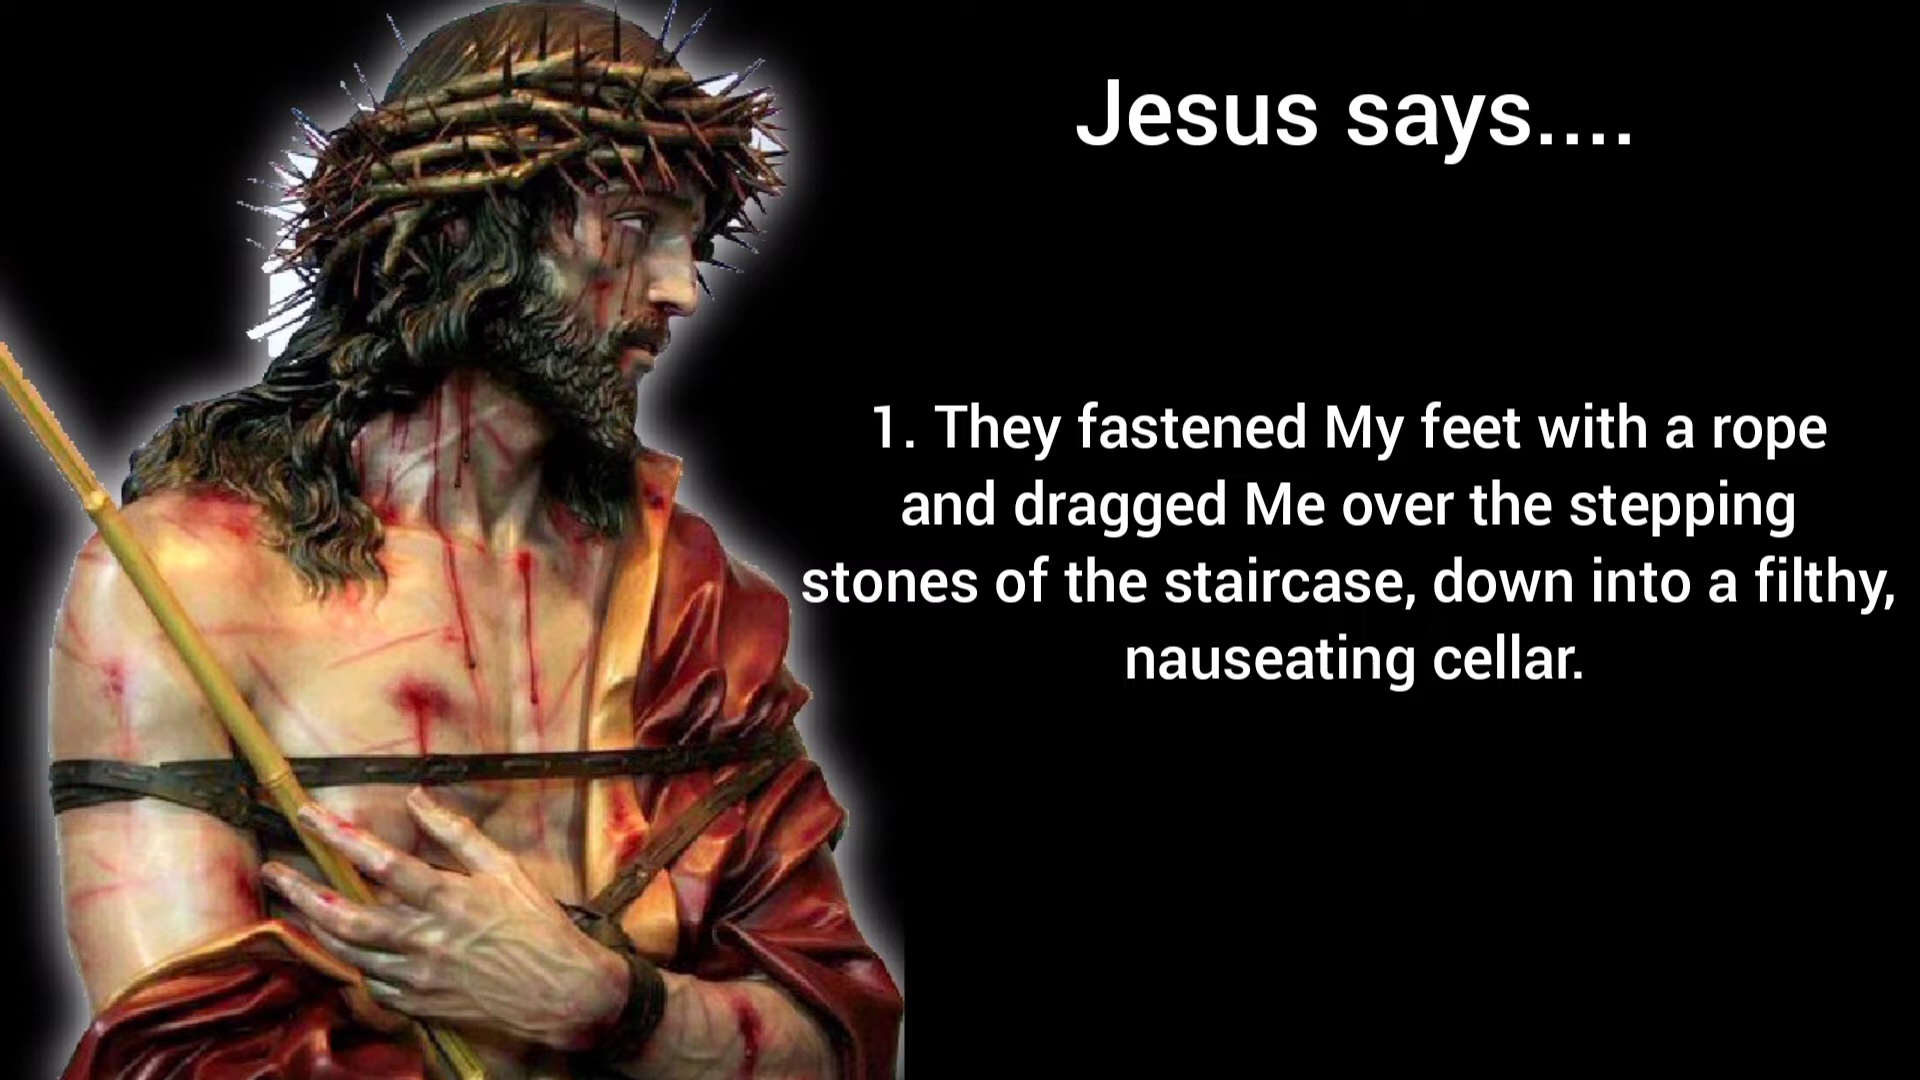 Jesus says....
1. They fastened My feet with a rope
and dragged Me over the stepping
stones of the staircase, down into a filthy,
nauseating cellar.